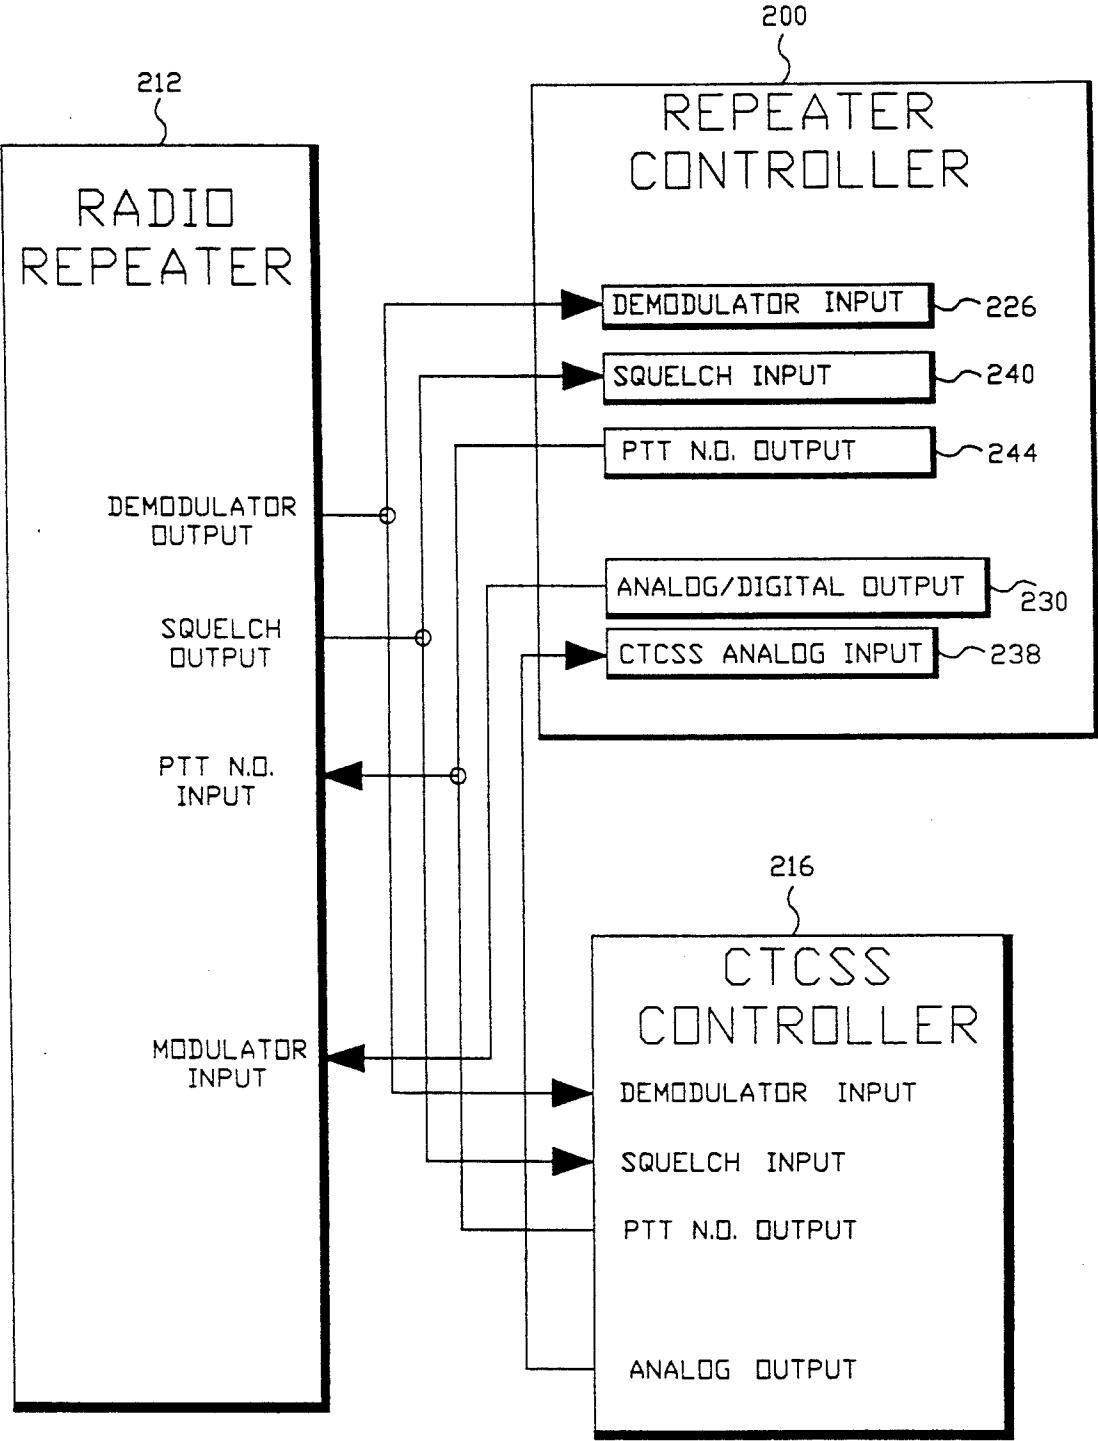 200
212
REPEATER
CONTROLLER
RADIO
REPEATER
DEMODULATOR INPUT
226
SQUELCH INPUT
240
PTT N.O. OUTPUT
244
DEMODULATOR
OUTPUT
ANALOG/DIGITAL OUTPUT
230
SQUELCH
OUTPUT
CTCSS ANALOG INPUT
238
PTT N.O.
INPUT
216
CTCSS
CONTROLLER
MODULATOR
INPUT
DEMODULATOR INPUT
SQUELCH INPUT
PTT N.O. OUTPUT
ANALOG OUTPUT